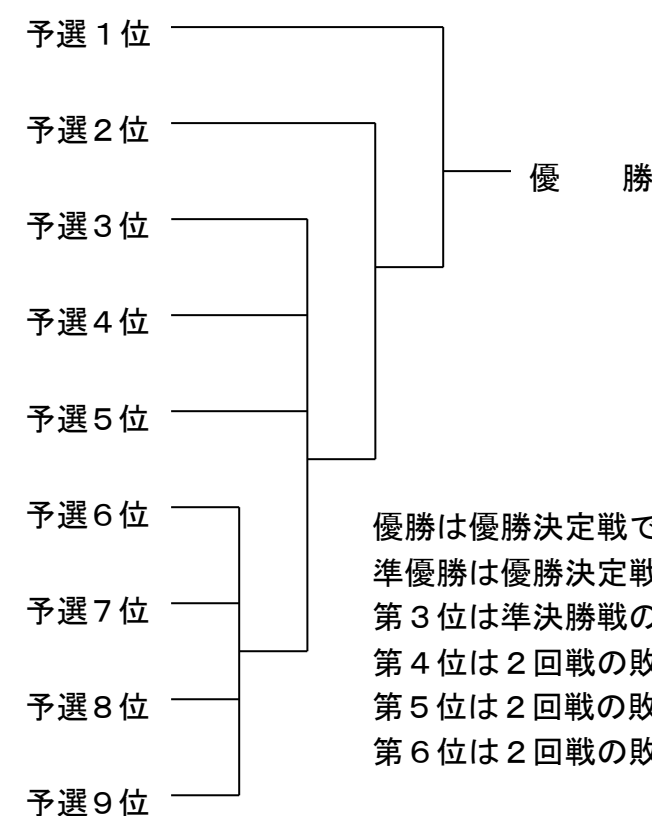 予選１位
予選２位
優　　勝
予選３位
予選４位
予選５位
予選６位
優勝は優勝決定戦で
準優勝は優勝決定戦
予選７位
第３位は準決勝戦の
第４位は２回戦の敗
予選８位
第５位は２回戦の敗
第６位は２回戦の敗
予選９位